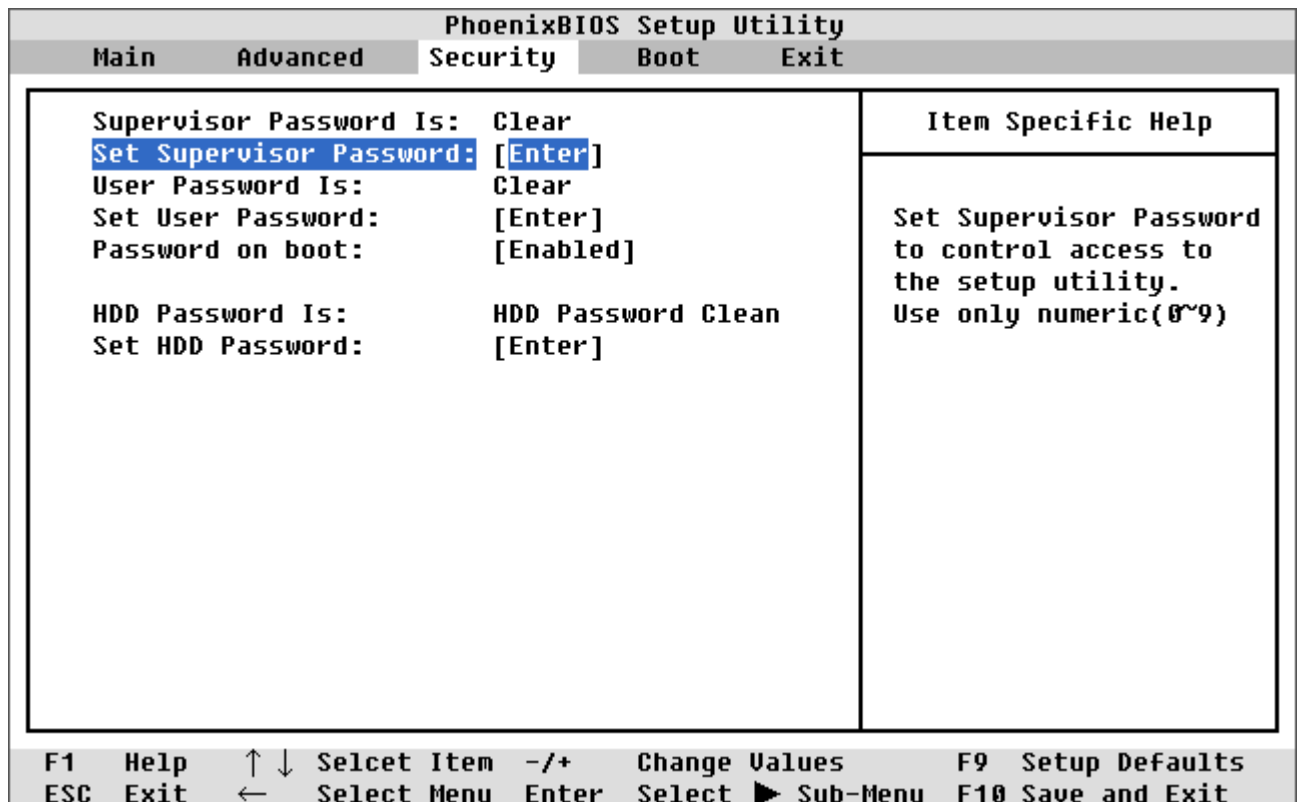 PhoenixBIOS Setup Utility
Main Advanced Security Boot Exit
Supervisor Password Is: Clear
Set Supervisor Password: [Enter]
User Password Is: Clear
Set User Password: [Enter]
Password on boot: [Enabled]
HDD Password Is: HDD Password Clean
Set HDD Password: [Enter]
Item Specific Help
Set Supervisor Password
to control access to
the setup utility.
Use only numeric(0~9)
F1 Help ↑ ↓ Selcet Item -/+ Change Values F9 Setup Defaults
ESC Exit ← Select Menu Enter Select ▶ Sub-Menu F10 Save and Exit